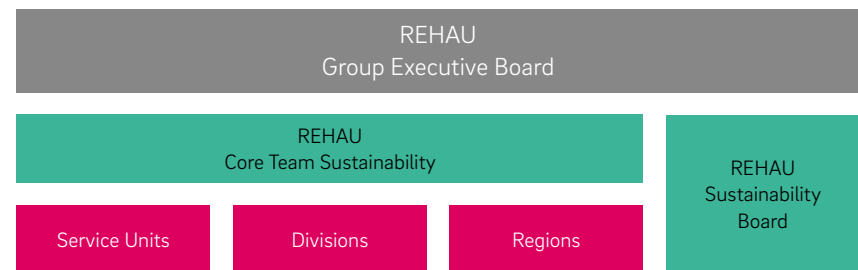 REHAU
Group Executive Board
REHAU
Core Team Sustainability
REHAU
Sustainability
Board
Service Units
Divisions
Regions